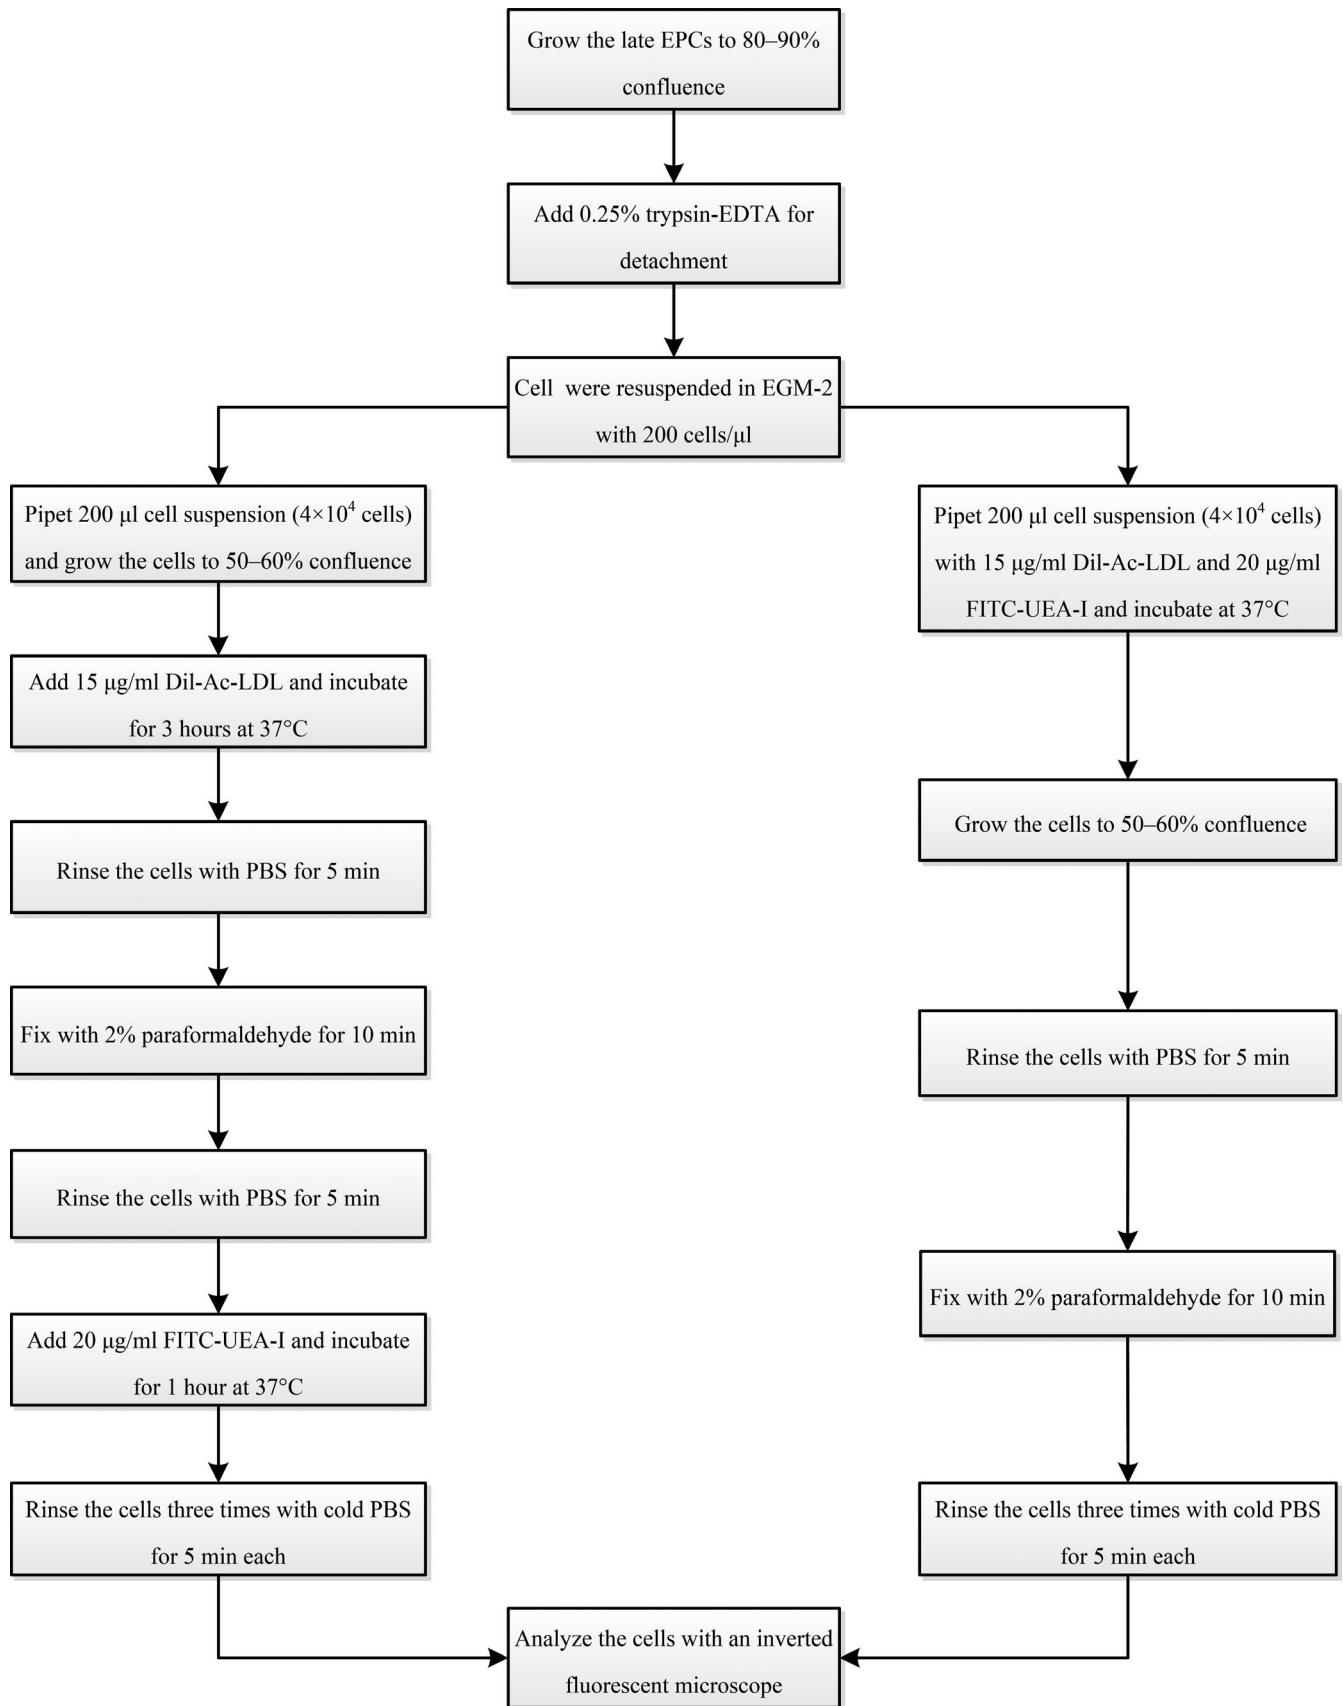 Grow the late EPCs to 80–90%
confluence
Add 0.25% trypsin-EDTA for
detachment
Cell were resuspended in EGM-2
with 200 cells/μl
Pipet 200 μl cell suspension (4×10⁴ cells)
and grow the cells to 50–60% confluence
Add 15 μg/ml Dil-Ac-LDL and incubate
for 3 hours at 37°C
Rinse the cells with PBS for 5 min
Fix with 2% paraformaldehyde for 10 min
Rinse the cells with PBS for 5 min
Add 20 μg/ml FITC-UEA-I and incubate
for 1 hour at 37°C
Rinse the cells three times with cold PBS
for 5 min each
Pipet 200 μl cell suspension (4×10⁴ cells)
with 15 μg/ml Dil-Ac-LDL and 20 μg/ml
FITC-UEA-I and incubate at 37°C
Grow the cells to 50–60% confluence
Rinse the cells with PBS for 5 min
Fix with 2% paraformaldehyde for 10 min
Rinse the cells three times with cold PBS
for 5 min each
Analyze the cells with an inverted
fluorescent microscope